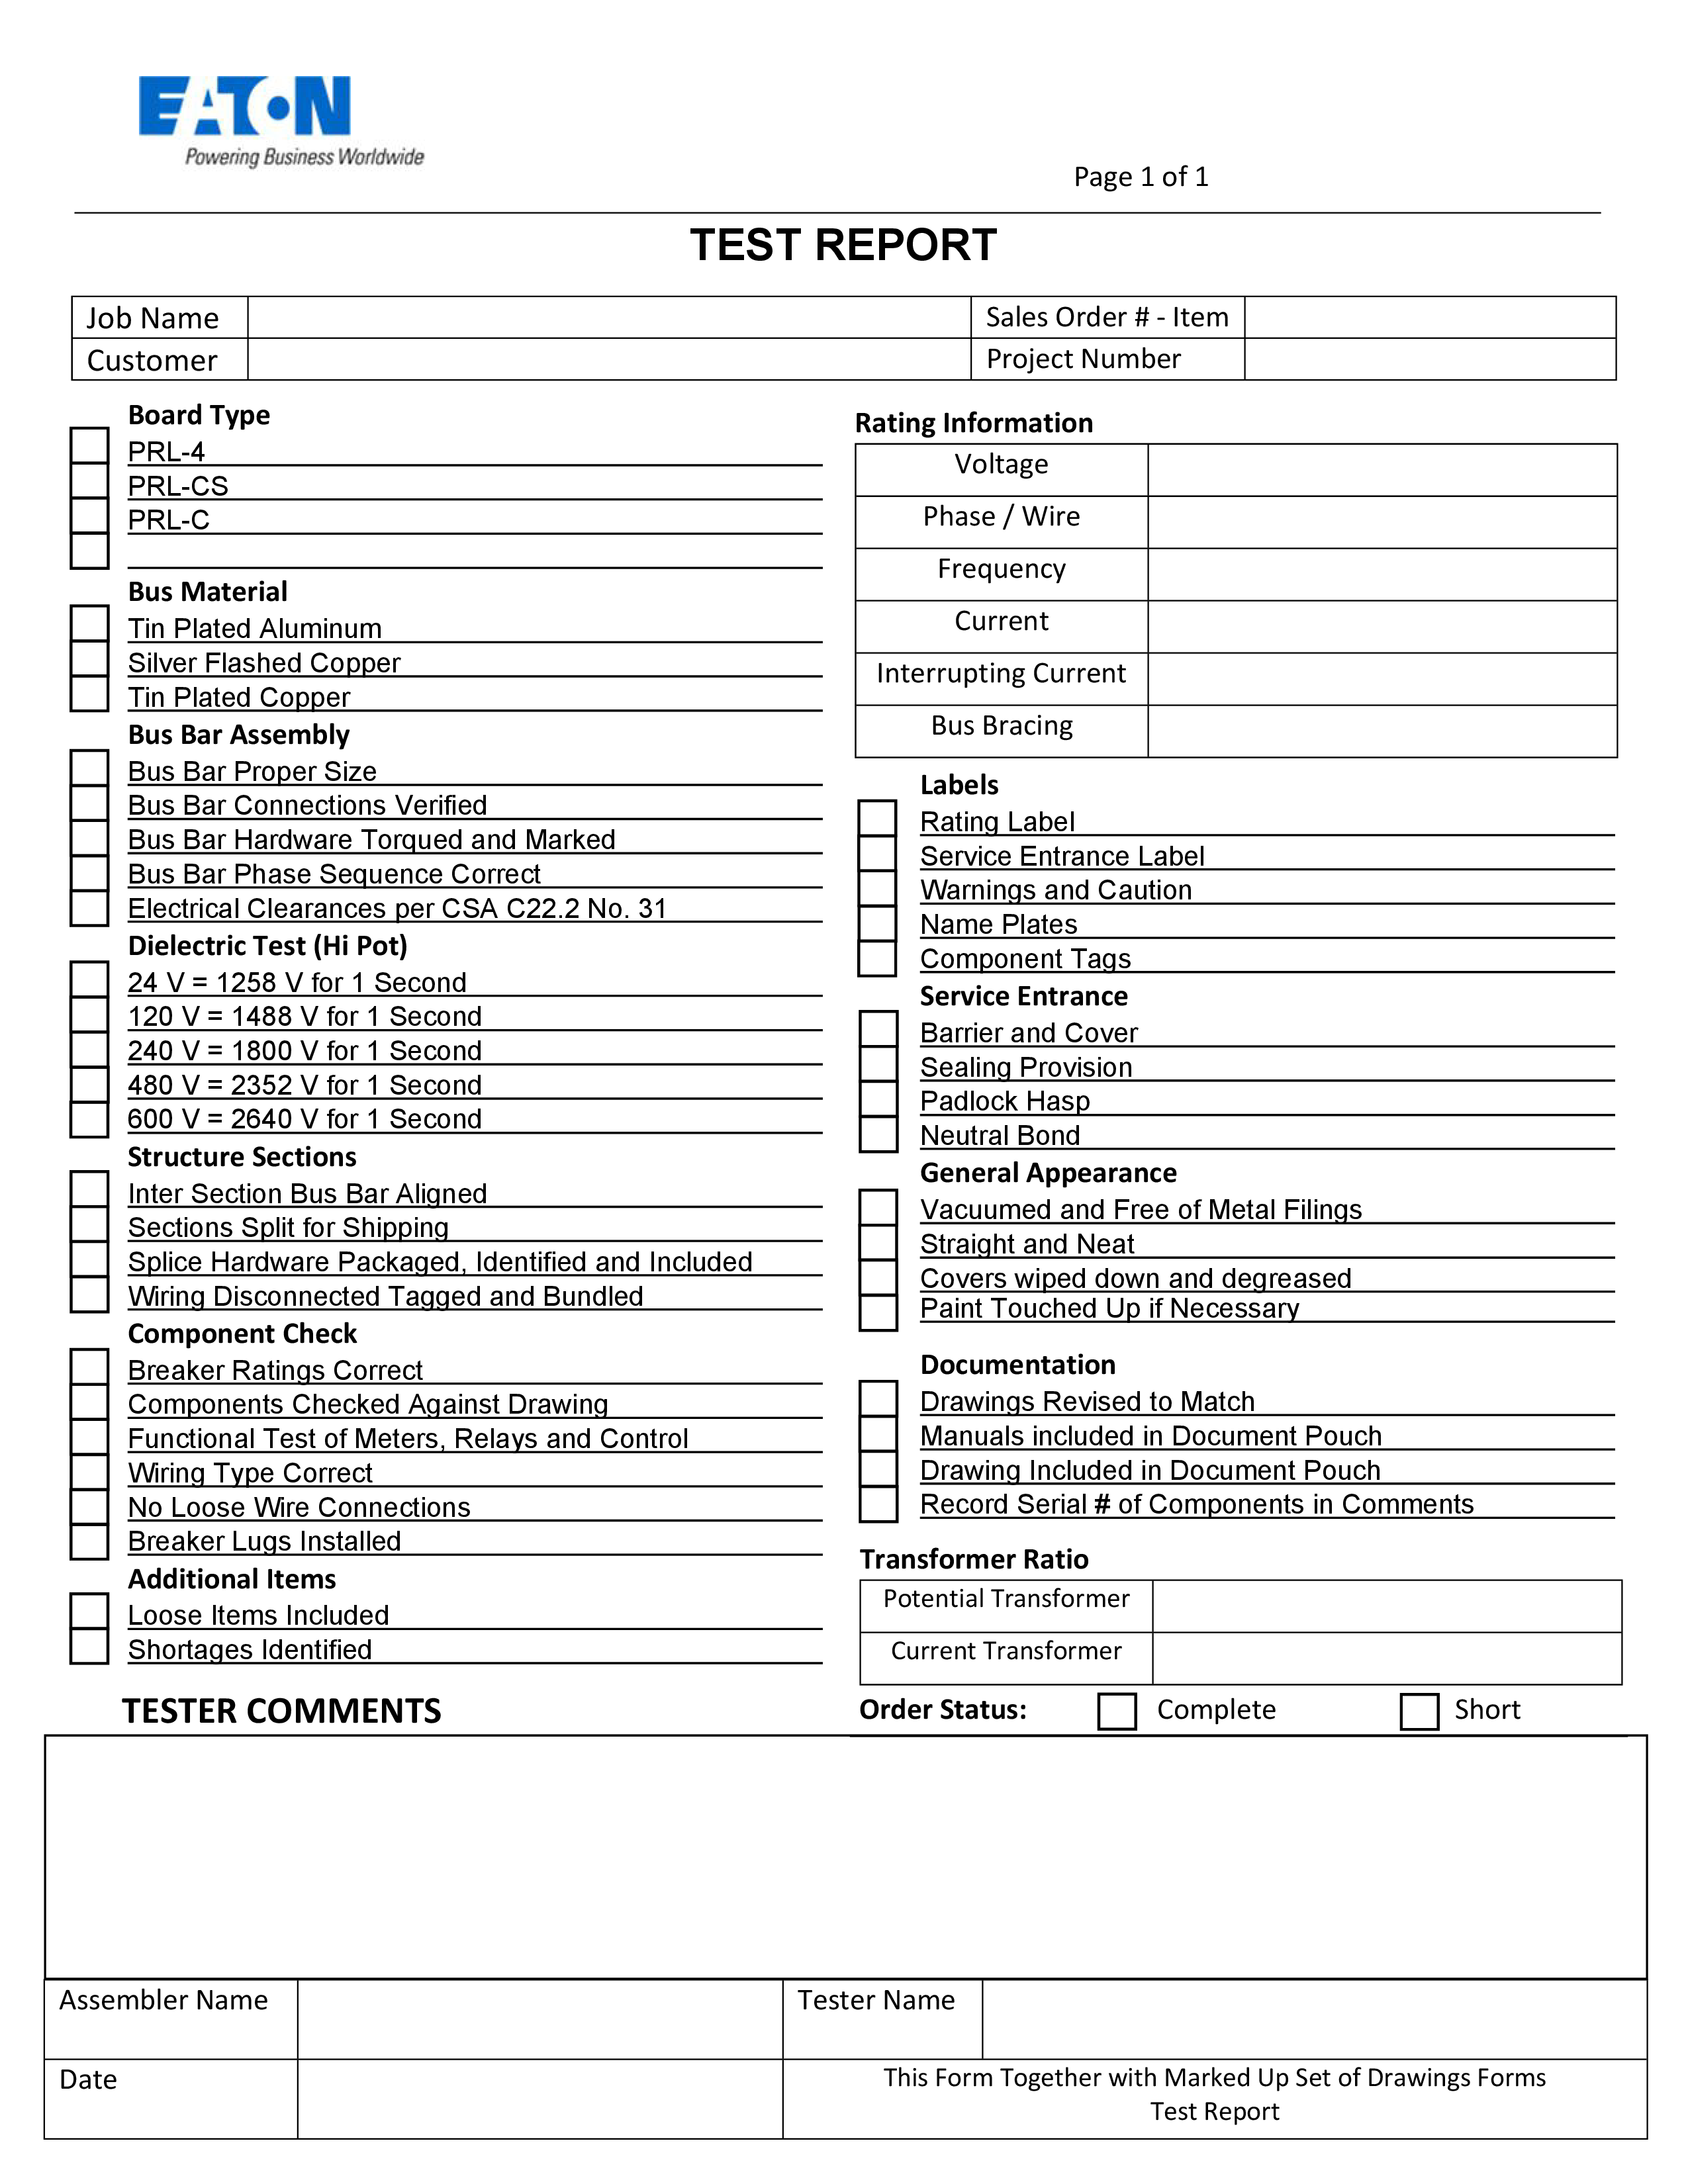 EATON
Powering Business Worldwide
Page 1 of 1
TEST REPORT
Job Name
Sales Order # - Item
Customer
Project Number
Board Type
PRL-4
PRL-CS
PRL-C
Bus Material
Tin Plated Aluminum
Silver Flashed Copper
Tin Plated Copper
Bus Bar Assembly
Bus Bar Proper Size
Bus Bar Connections Verified
Bus Bar Hardware Torqued and Marked
Bus Bar Phase Sequence Correct
Electrical Clearances per CSA C22.2 No. 31
Dielectric Test (Hi Pot)
24 V = 1258 V for 1 Second
120 V = 1488 V for 1 Second
240 V = 1800 V for 1 Second
480 V = 2352 V for 1 Second
600 V = 2640 V for 1 Second
Structure Sections
Inter Section Bus Bar Aligned
Sections Split for Shipping
Splice Hardware Packaged, Identified and Included
Wiring Disconnected Tagged and Bundled
Component Check
Breaker Ratings Correct
Components Checked Against Drawing
Functional Test of Meters, Relays and Control
Wiring Type Correct
No Loose Wire Connections
Breaker Lugs Installed
Additional Items
Loose Items Included
Shortages Identified
Rating Information
Voltage
Phase / Wire
Frequency
Current
Interrupting Current
Bus Bracing
Labels
Rating Label
Service Entrance Label
Warnings and Caution
Name Plates
Component Tags
Service Entrance
Barrier and Cover
Sealing Provision
Padlock Hasp
Neutral Bond
General Appearance
Vacuumed and Free of Metal Filings
Straight and Neat
Covers wiped down and degreased
Paint Touched Up if Necessary
Documentation
Drawings Revised to Match
Manuals included in Document Pouch
Drawing Included in Document Pouch
Record Serial # of Components in Comments
Transformer Ratio
Potential Transformer
Current Transformer
Order Status: Complete Short
TESTER COMMENTS
Assembler Name
Tester Name
Date
This Form Together with Marked Up Set of Drawings Forms
Test Report